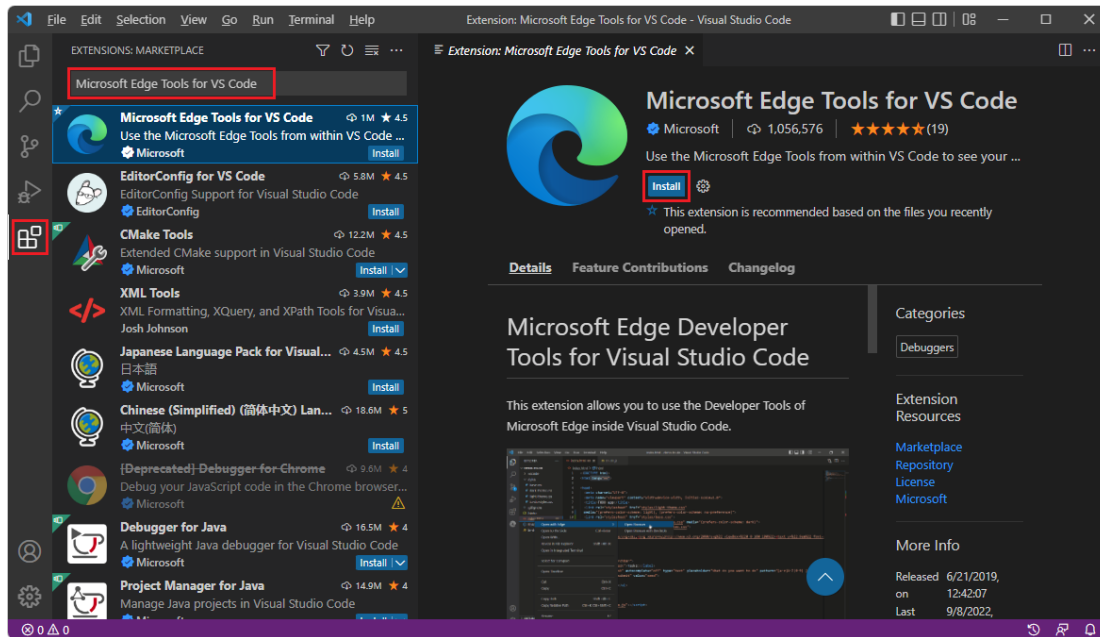 File Edit Selection View Go Run Terminal Help
Extension: Microsoft Edge Tools for VS Code - Visual Studio Code
EXTENSIONS: MARKETPLACE
Microsoft Edge Tools for VS Code
Microsoft Edge Tools for VS Code 1M ★ 4.5
Use the Microsoft Edge Tools from within VS Code ...
Microsoft Install
EditorConfig for VS Code 5.8M ★ 4.5
EditorConfig Support for Visual Studio Code
EditorConfig Install
CMake Tools 12.2M ★ 4.5
Extended CMake support in Visual Studio Code
Microsoft Install
XML Tools 3.9M ★ 4.5
XML Formatting, XQuery, and XPath Tools for Visua...
Josh Johnson Install
Japanese Language Pack for Visual... 4.5M ★ 4.5
日本語
Microsoft Install
Chinese (Simplified) (简体中文) Lan... 18.6M ★ 5
中文(简体)
Microsoft Install
[Deprecated] Debugger for Chrome 9.6M ★ 4
Debug your JavaScript code in the Chrome browser...
Microsoft
Debugger for Java 16.5M ★ 4
A lightweight Java debugger for Visual Studio Code
Microsoft Install
Project Manager for Java 14.9M ★ 4
Manage Java projects in Visual Studio Code
Microsoft Install
Extension: Microsoft Edge Tools for VS Code
Microsoft Edge Tools for VS Code
Microsoft 1,056,576 (19)
Use the Microsoft Edge Tools from within VS Code to see your ...
Install
This extension is recommended based on the files you recently
opened.
Details Feature Contributions Changelog
Microsoft Edge Developer
Tools for Visual Studio Code
This extension allows you to use the Developer Tools of
Microsoft Edge inside Visual Studio Code.
Categories
Debuggers
Extension
Resources
Marketplace
Repository
License
Microsoft
More Info
Released 6/21/2019,
on 12:42:07
Last 9/8/2022,
0 0